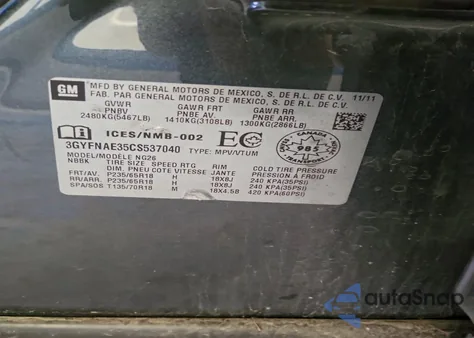 GM
MFD BY GENERAL MOTORS DE MEXICO, S. DE R.L. DE C.V. 11/11
FAB. PAR GENERAL MOTORS DE MEXICO, S. DE R.L. DE C.V.
GVWR GAWR FRT GAWR RR
PNBV PNBE AV. PNBE ARR.
2480KG(5467LB) 1410KG(3108LB) 1300KG(2866LB)
ICES/NMB-002 EC
CANADA
985
3GYFNAE35CS537040 TYPE: MPV/VTUM
MODEL/MODELE NG26
NBBK TIRE SIZE SPEED RTG RIM COLD TIRE PRESSURE
DIM. PNEU COTE VITESSE JANTE PRESSION A FROID
FRT/AV. P235/65R18 H 18X8J 240 KPA(35PSI)
RR/ARR. P235/65R18 H 18X8J 240 KPA(35PSI)
SPA/SOS T135/70R18 M 18X4.5B 420 KPA(60PSI)
autoSnap